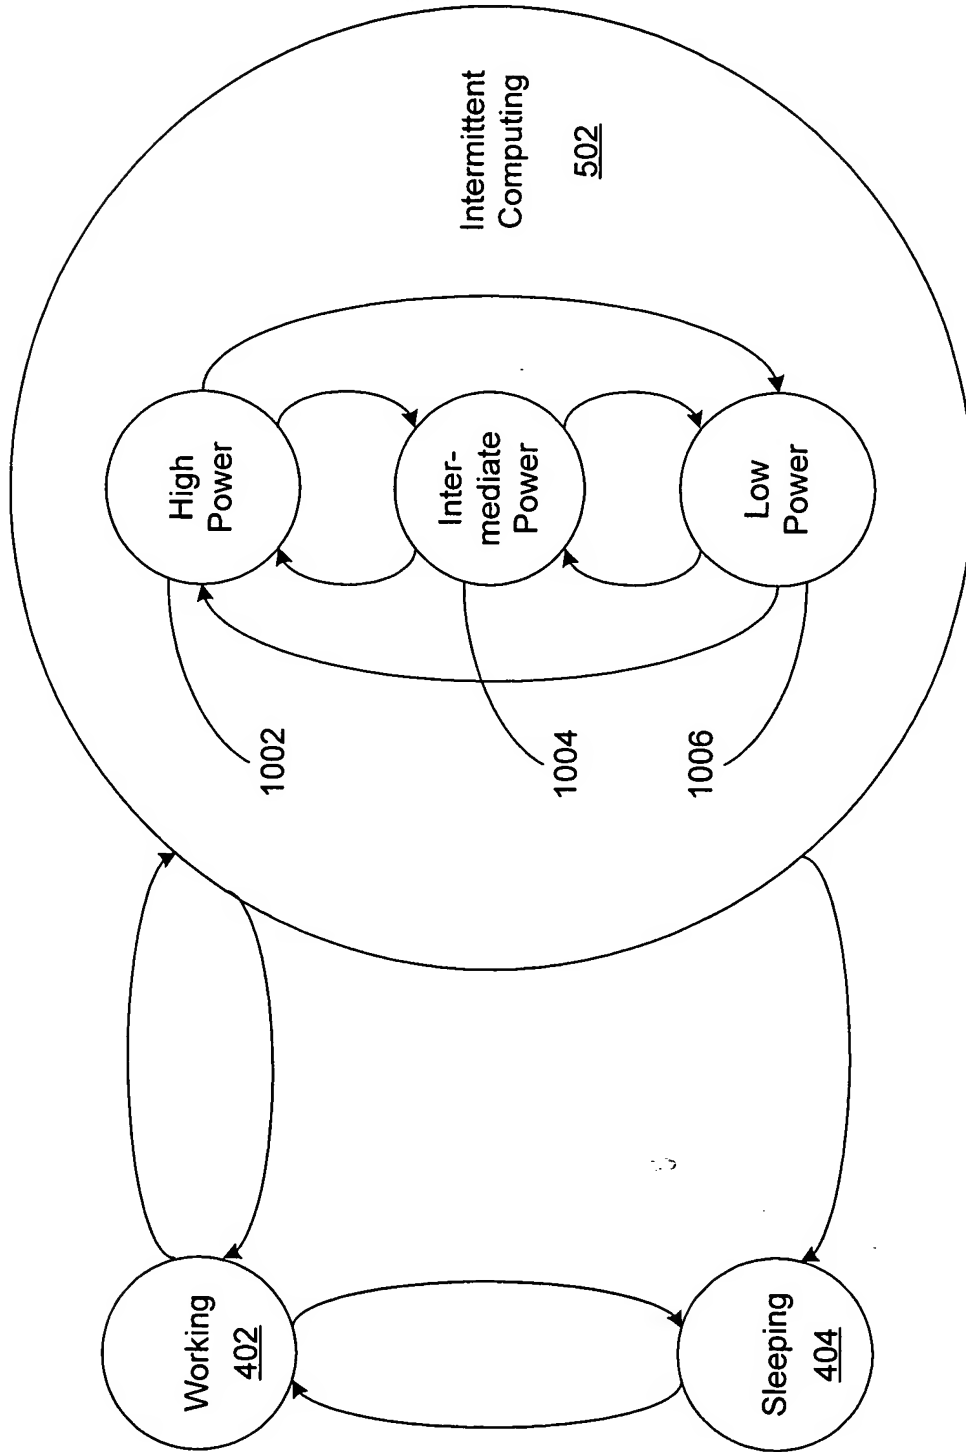 Working
402
Sleeping
404
1002
1004
1006
High
Power
Inter-
mediate
Power
Low
Power
Intermittent
Computing
502